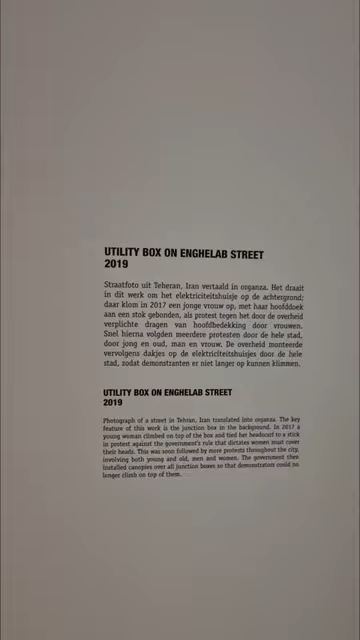 UTILITY BOX ON ENGHELAB STREET
2019
Straatfoto uit Teheran, Iran vertaald in organza. Het draait
in dit werk om het elektriciteitshuisje op de achtergrond;
daar klom in 2017 een jonge vrouw op, met haar hoofddoek
aan een stok gebonden, als protest tegen het door de overheid
verplichte dragen van hoofdbedekking door vrouwen.
Snel hierna volgden meerdere protesten door de hele stad,
door jong en oud, man en vrouw. De overheid monteerde
vervolgens dakjes op de elektriciteitshuisjes door de hele
stad, zodat demonstranten er niet langer op kunnen klimmen.
UTILITY BOX ON ENGHELAB STREET
2019
Photograph of a street in Tehran, Iran translated into organza. The key
feature of this work is the junction box in the background. In 2017 a
young woman climbed on top of the box and tied her headscarf to a stick
in protest against the government's rule that dictates women must cover
their heads. This was soon followed by more protests throughout the city,
involving both young and old, men and women. The government then
installed canopies over all junction boxes so that demonstrators could no
longer climb on top of them.